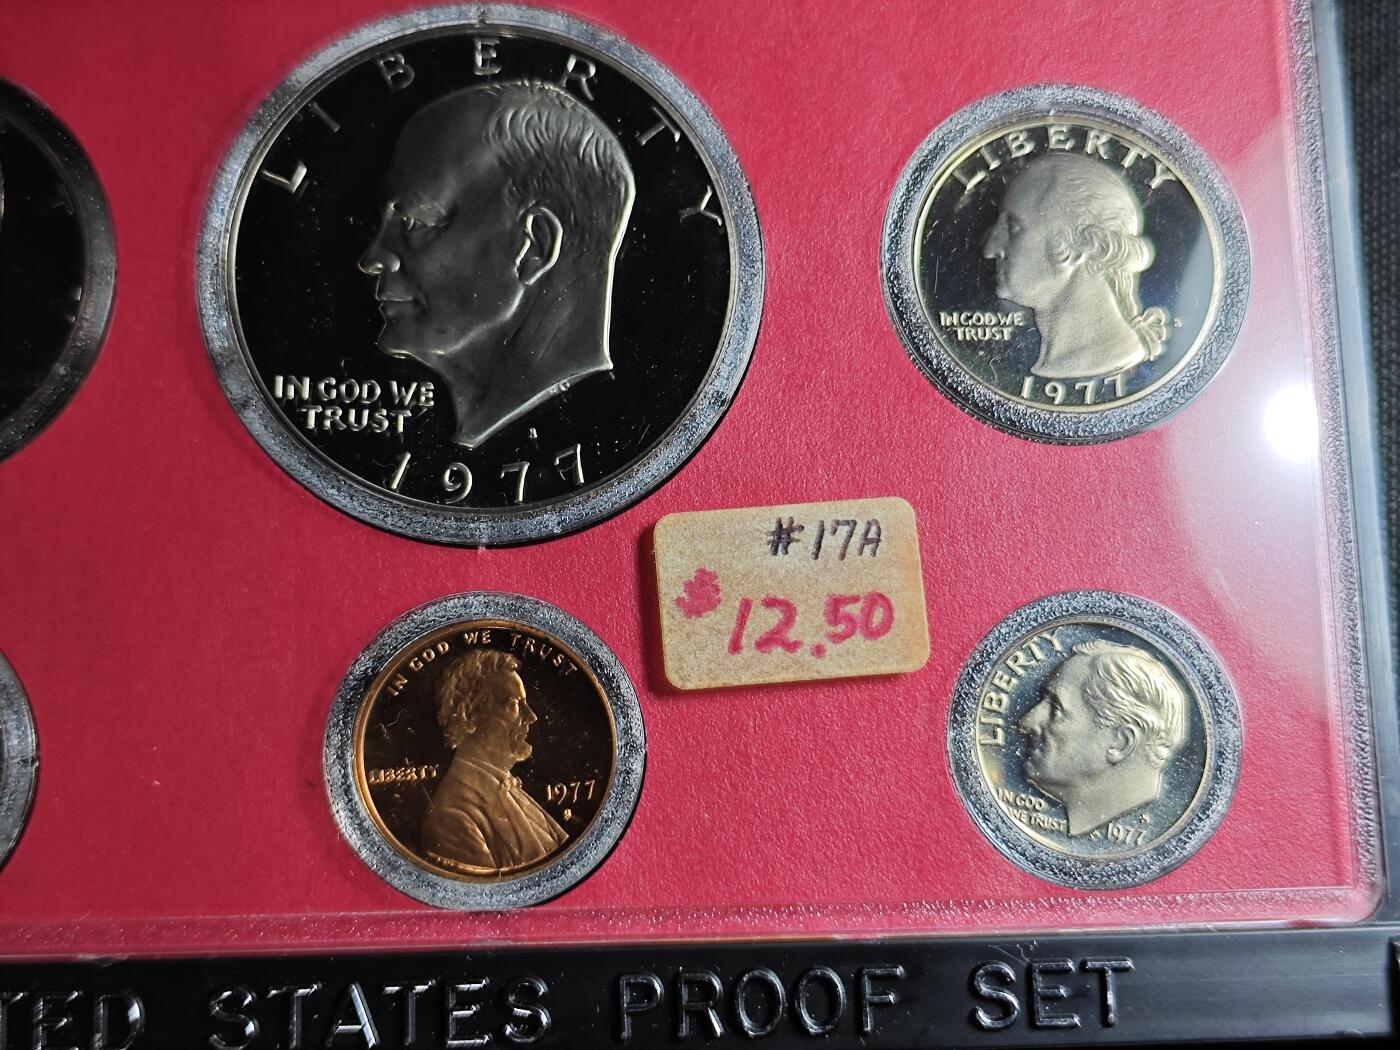 LIBERTY
IN GOD WE
TRUST
S
1977
LIBERTY
IN GOD WE
TRUST
S
1977
#17A
$12.50
IN GOD WE TRUST
LIBERTY
1977
S
LIBERTY
IN GOD
WE TRUST
S
1977
TED STATES PROOF SET